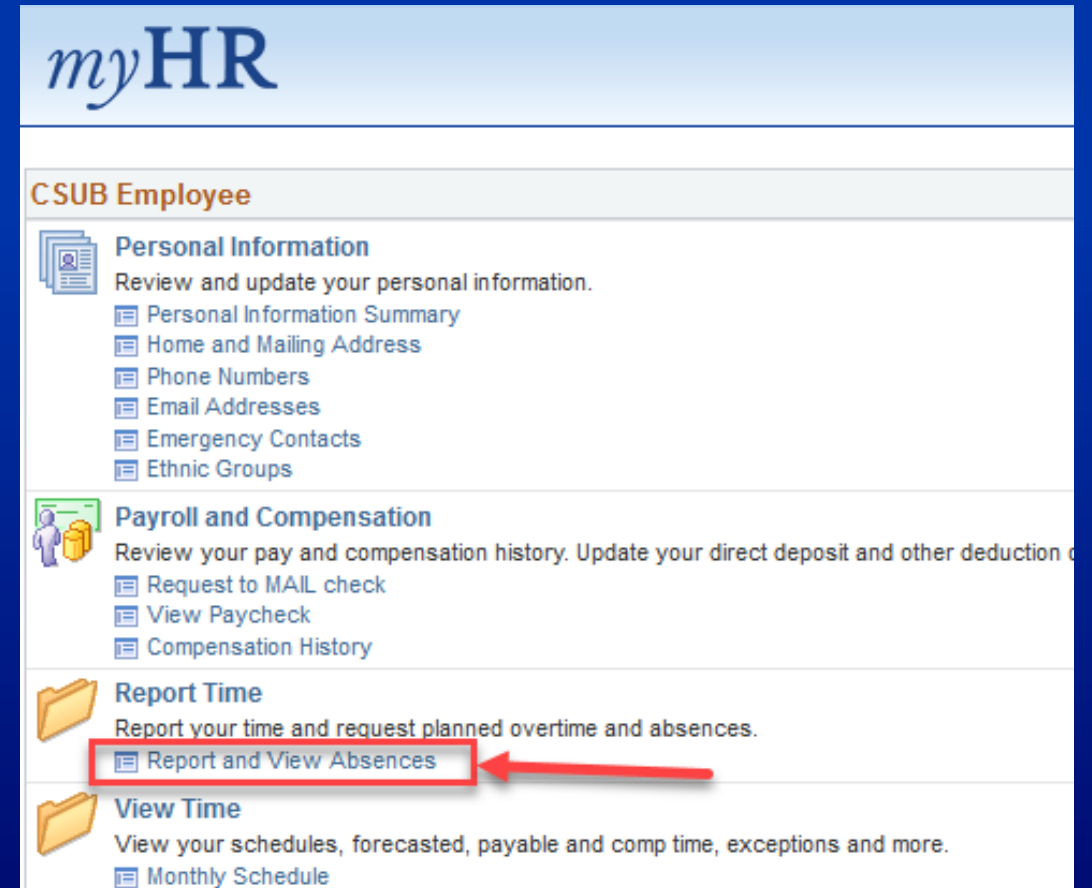 myHR
CSUB Employee
Personal Information
Review and update your personal information.
Personal Information Summary
Home and Mailing Address
Phone Numbers
Email Addresses
Emergency Contacts
Ethnic Groups
Payroll and Compensation
Review your pay and compensation history. Update your direct deposit and other deduction
Request to MAIL check
View Paycheck
Compensation History
Report Time
Report your time and request planned overtime and absences.
Report and View Absences
View Time
View your schedules, forecasted, payable and comp time, exceptions and more.
Monthly Schedule